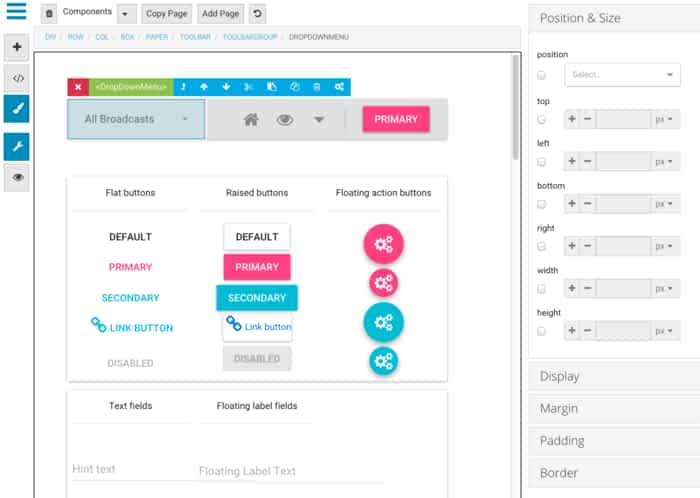 Components Copy Page Add Page
DIV / ROW / COL / BOX / PAPER / TOOLBAR / TOOLBARGROUP / DROPDOWNMENU
<DropDownMenu>
All Broadcasts PRIMARY
Flat buttons Raised buttons Floating action buttons
DEFAULT DEFAULT
PRIMARY PRIMARY
SECONDARY SECONDARY
LINK BUTTON Link button
DISABLED DISABLED
Text fields Floating label fields
Hint text Floating Label Text
Position & Size
position
Select...
top
px
left
px
bottom
px
right
px
width
px
height
px
Display
Margin
Padding
Border